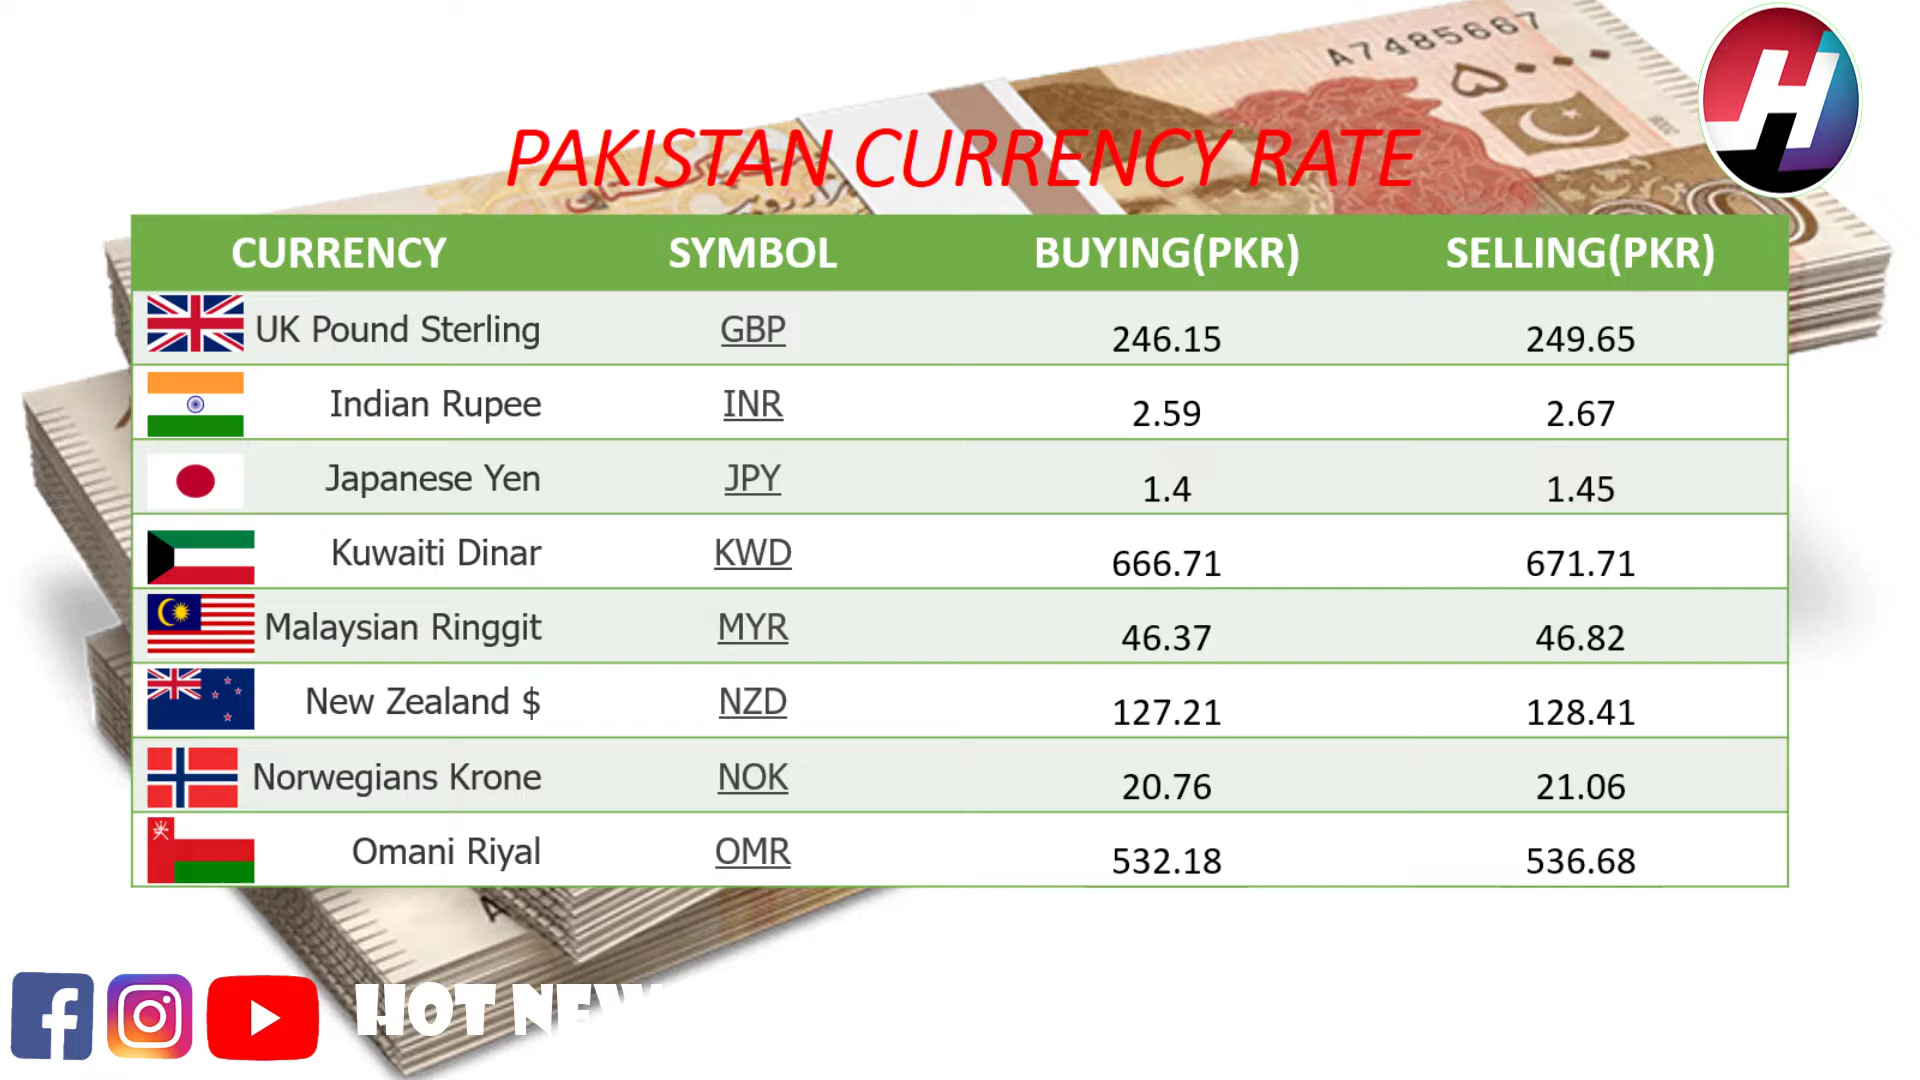 A7485667
PAKISTAN CURRENCY RATE
CURRENCY SYMBOL BUYING(PKR) SELLING(PKR)
UK Pound Sterling GBP 246.15 249.65
Indian Rupee INR 2.59 2.67
Japanese Yen JPY 1.4 1.45
Kuwaiti Dinar KWD 666.71 671.71
Malaysian Ringgit MYR 46.37 46.82
New Zealand $ NZD 127.21 128.41
Norwegians Krone NOK 20.76 21.06
Omani Riyal OMR 532.18 536.68
HOT NEW